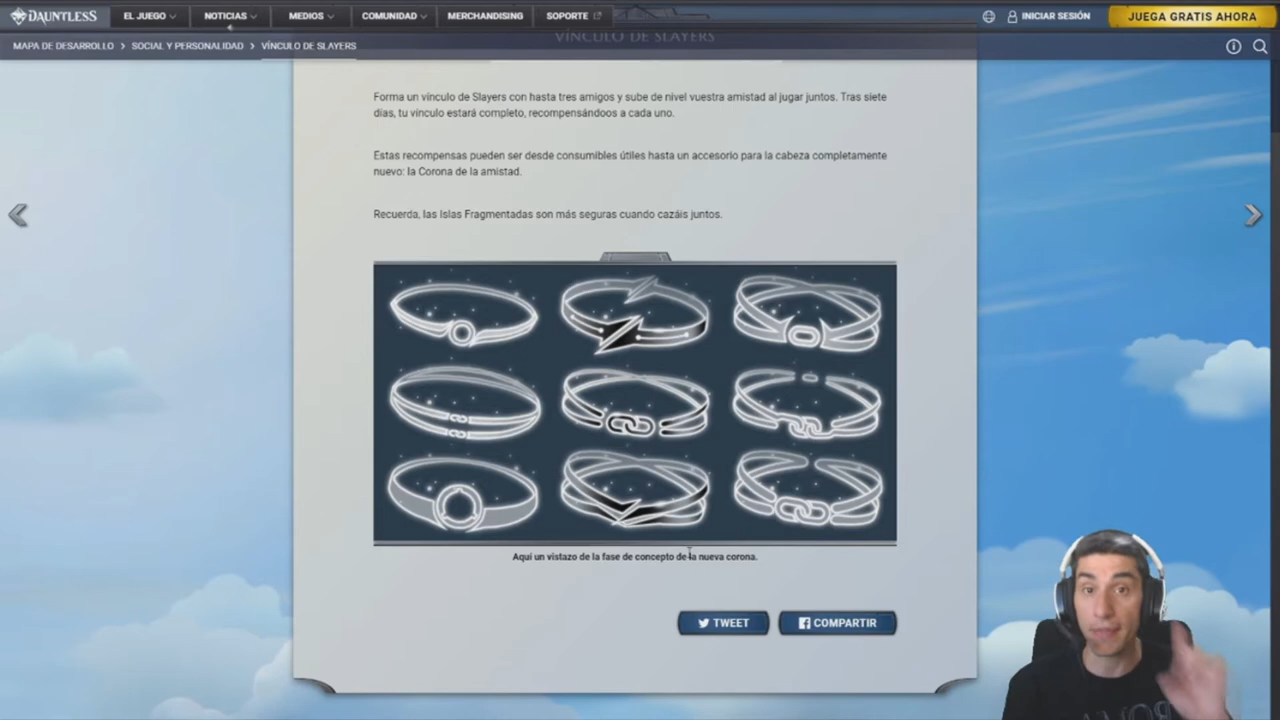 DAUNTLESS EL JUEGO NOTICIAS MEDIOS COMUNIDAD MERCHANDISING SOPORTE INICIAR SESIÓN JUEGA GRATIS AHORA
MAPA DE DESARROLLO > SOCIAL Y PERSONALIDAD > VÍNCULO DE SLAYERS
VÍNCULO DE SLAYERS
Forma un vínculo de Slayers con hasta tres amigos y sube de nivel vuestra amistad al jugar juntos. Tras siete
días, tu vínculo estará completo, recompensándoos a cada uno.
Estas recompensas pueden ser desde consumibles útiles hasta un accesorio para la cabeza completamente
nuevo: la Corona de la amistad.
Recuerda, las Islas Fragmentadas son más seguras cuando cazáis juntos.
Aquí un vistazo de la fase de concepto de la nueva corona.
TWEET COMPARTIR